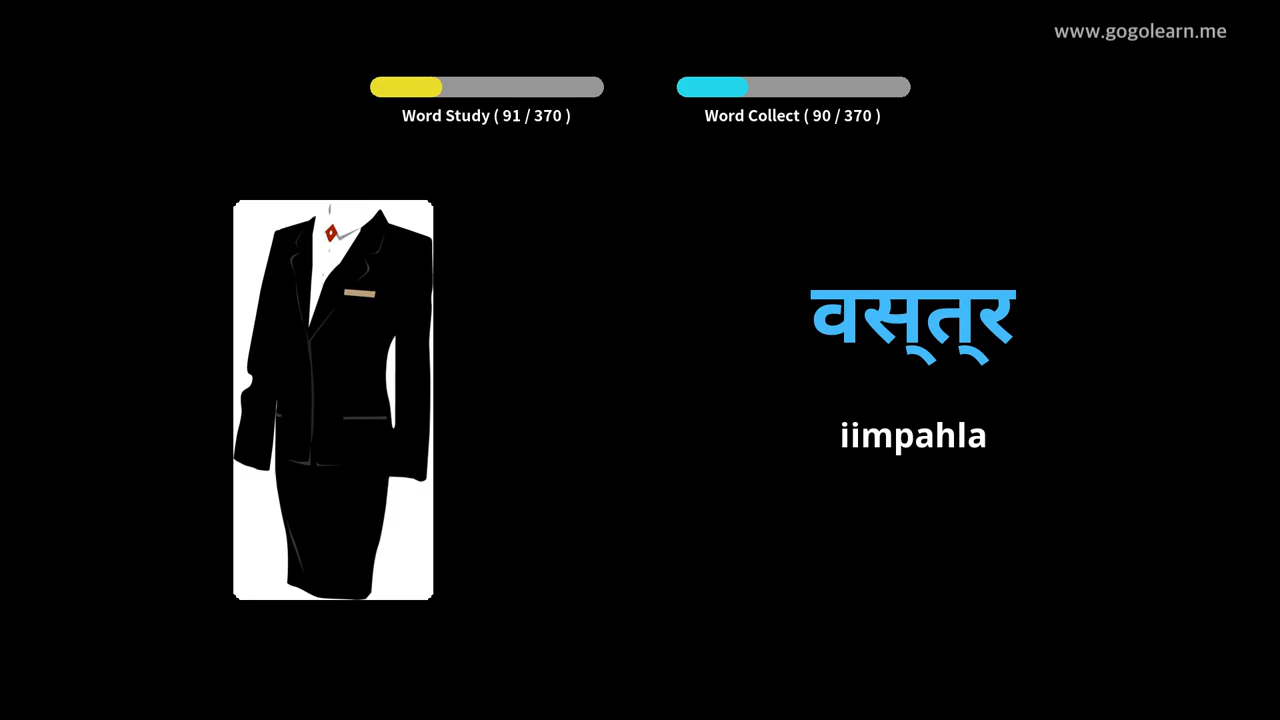 www.gogolearn.me
Word Study ( 91 / 370 )
Word Collect ( 90 / 370 )
वस्त्र
iimpahla